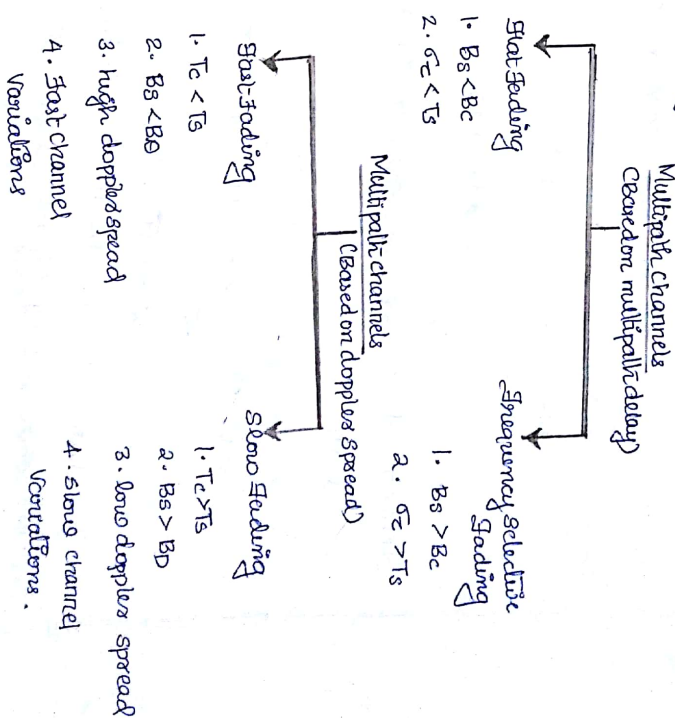 Multipath channels
(Based on multipath delay)
Flat Fading
1. BS < BC
2. στ < TS
Frequency selective
Fading
1. BS > BC
2. στ > TS
Multipath channels
(Based on doppler spread)
Fast Fading
1. TC < TS
2. BS < BD
3. high doppler spread
4. Fast channel
variations
Slow Fading
1. TC > TS
2. BS > BD
3. low doppler spread
4. slow channel
variations.